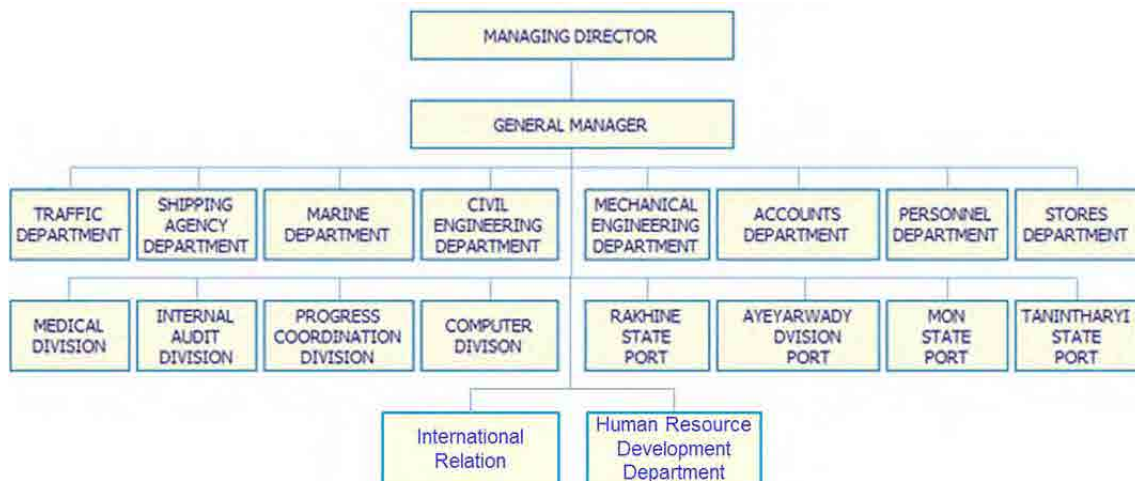 MANAGING DIRECTOR
GENERAL MANAGER
TRAFFIC
DEPARTMENT
SHIPPING
AGENCY
DEPARTMENT
MARINE
DEPARTMENT
CIVIL
ENGINEERING
DEPARTMENT
MECHANICAL
ENGINEERING
DEPARTMENT
ACCOUNTS
DEPARTMENT
PERSONNEL
DEPARTMENT
STORES
DEPARTMENT
MEDICAL
DIVISION
INTERNAL
AUDIT
DIVISION
PROGRESS
COORDINATION
DIVISION
COMPUTER
DIVISON
RAKHINE
STATE
PORT
AYEYARWADY
DVISION
PORT
MON
STATE
PORT
TANINTHARYI
STATE
PORT
International
Relation
Human Resource
Development
Department